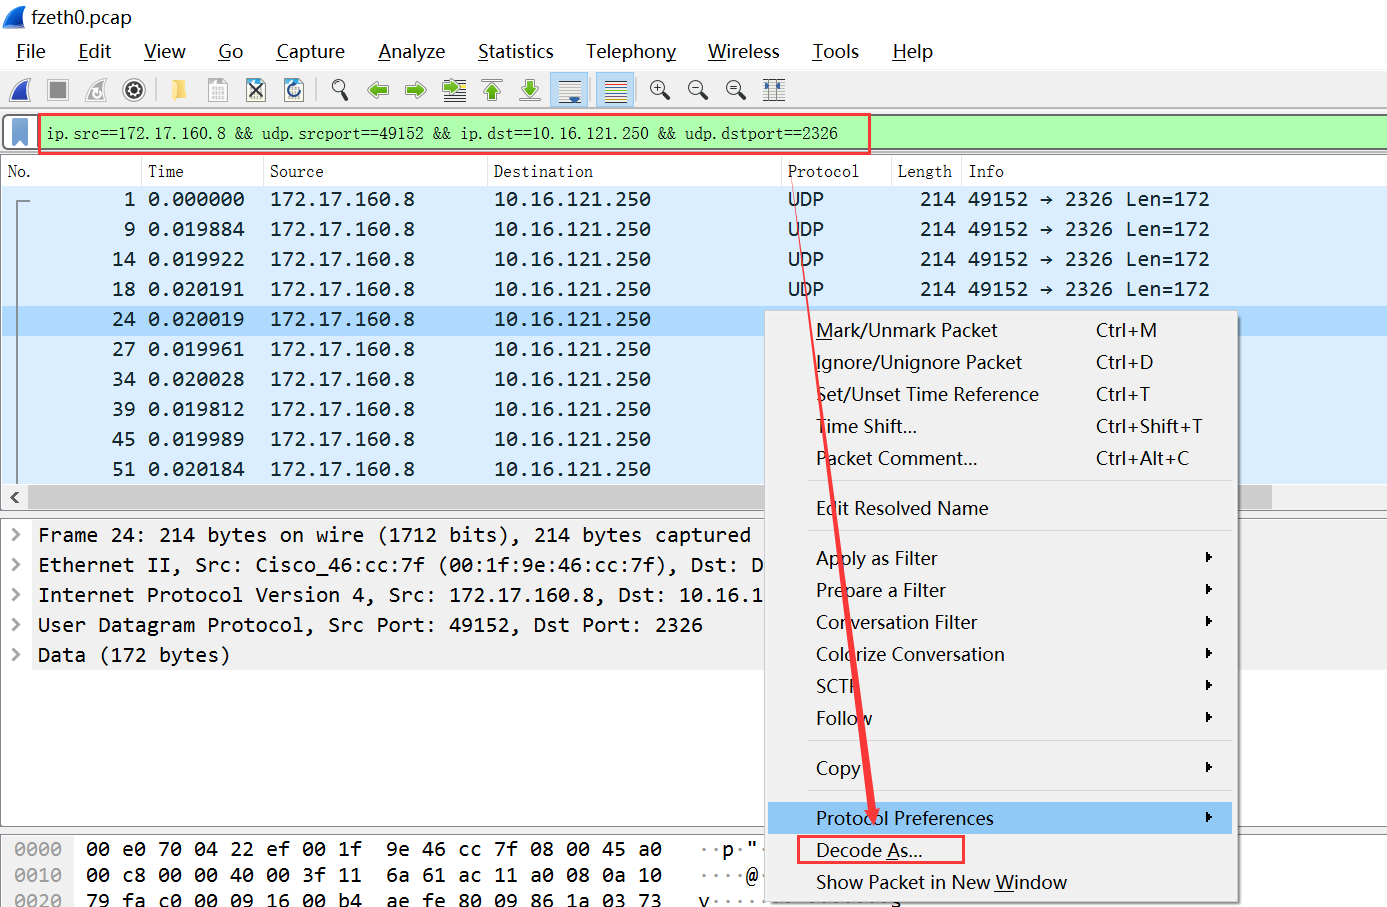 fzeth0.pcap
File Edit View Go Capture Analyze Statistics Telephony Wireless Tools Help
ip.src==172.17.160.8 && udp.srcport==49152 && ip.dst==10.16.121.250 && udp.dstport==2326
No. Time Source Destination Protocol Length Info
1 0.000000 172.17.160.8 10.16.121.250 UDP 214 49152 → 2326 Len=172
9 0.019884 172.17.160.8 10.16.121.250 UDP 214 49152 → 2326 Len=172
14 0.019922 172.17.160.8 10.16.121.250 UDP 214 49152 → 2326 Len=172
18 0.020191 172.17.160.8 10.16.121.250 UDP 214 49152 → 2326 Len=172
24 0.020019 172.17.160.8 10.16.121.250
27 0.019961 172.17.160.8 10.16.121.250
34 0.020028 172.17.160.8 10.16.121.250
39 0.019812 172.17.160.8 10.16.121.250
45 0.019989 172.17.160.8 10.16.121.250
51 0.020184 172.17.160.8 10.16.121.250
Mark/Unmark Packet Ctrl+M
Ignore/Unignore Packet Ctrl+D
Set/Unset Time Reference Ctrl+T
Time Shift... Ctrl+Shift+T
Packet Comment... Ctrl+Alt+C
Edit Resolved Name
Apply as Filter
Prepare a Filter
Conversation Filter
Colorize Conversation
SCTP
Follow
Copy
Protocol Preferences
Decode As...
Show Packet in New Window
Frame 24: 214 bytes on wire (1712 bits), 214 bytes captured
Ethernet II, Src: Cisco_46:cc:7f (00:1f:9e:46:cc:7f), Dst: D
Internet Protocol Version 4, Src: 172.17.160.8, Dst: 10.16.1
User Datagram Protocol, Src Port: 49152, Dst Port: 2326
Data (172 bytes)
0000 00 e0 70 04 22 ef 00 1f 9e 46 cc 7f 08 00 45 a0 ··p·"
0010 00 c8 00 00 40 00 3f 11 6a 61 ac 11 a0 08 0a 10 ····@
0020 79 fa c0 00 09 16 00 b4 ae fe 80 09 86 1a 03 73